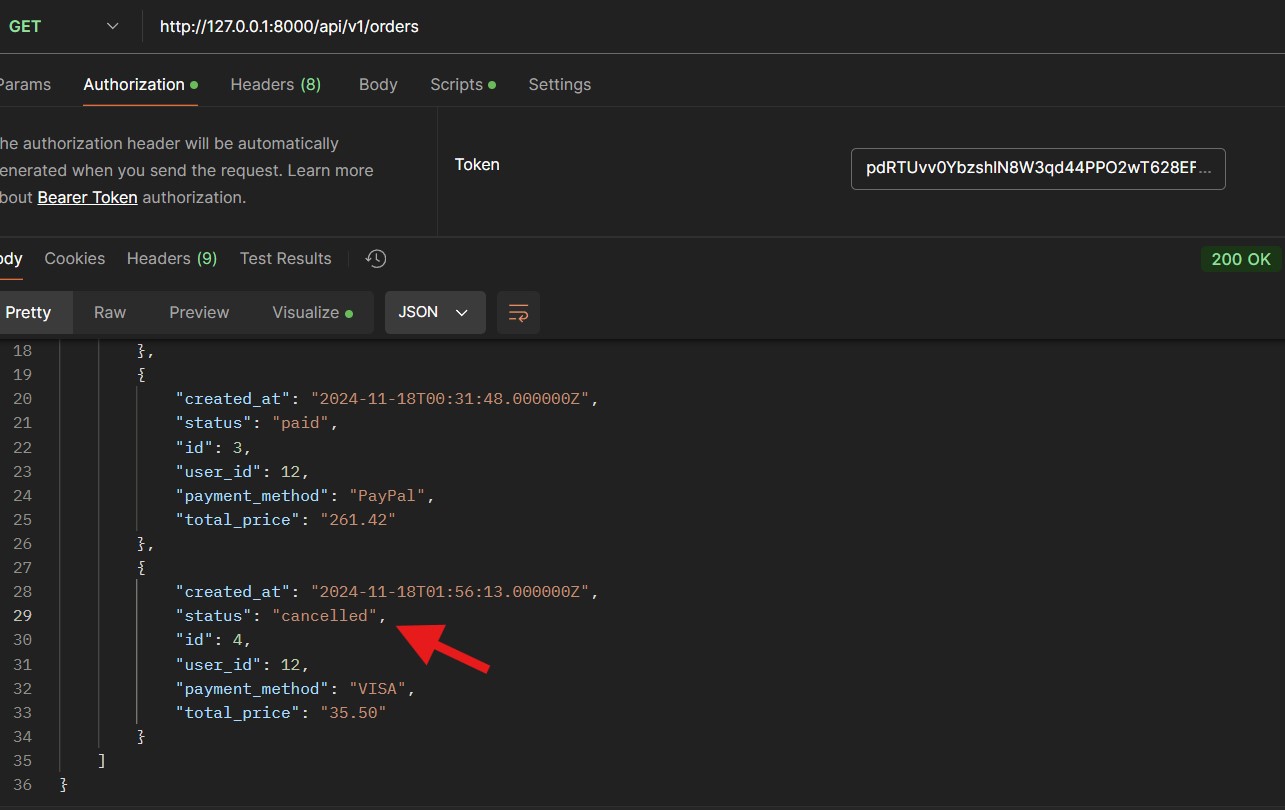 GET http://127.0.0.1:8000/api/v1/orders
Params Authorization Headers (8) Body Scripts Settings
he authorization header will be automatically
enerated when you send the request. Learn more
bout Bearer Token authorization.
Token
pdRTUvv0YbzshIN8W3qd44PPO2wT628EF...
ody Cookies Headers (9) Test Results 200 OK
Pretty Raw Preview Visualize JSON
18 },
19 {
20 "created_at": "2024-11-18T00:31:48.000000Z",
21 "status": "paid",
22 "id": 3,
23 "user_id": 12,
24 "payment_method": "PayPal",
25 "total_price": "261.42"
26 },
27 {
28 "created_at": "2024-11-18T01:56:13.000000Z",
29 "status": "cancelled",
30 "id": 4,
31 "user_id": 12,
32 "payment_method": "VISA",
33 "total_price": "35.50"
34 }
35 ]
36 }